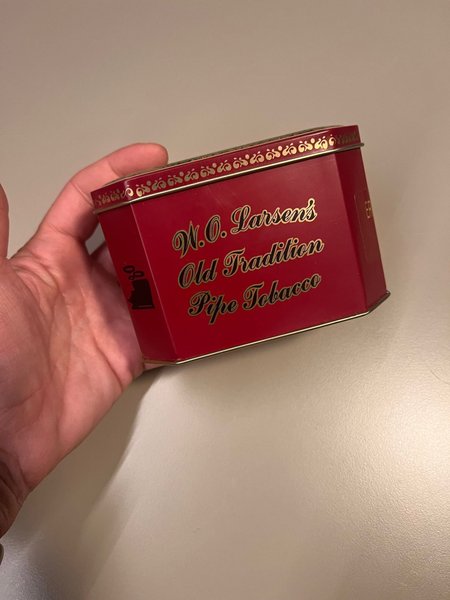 W.O. Larsen's
Old Tradition
Pipe Tobacco